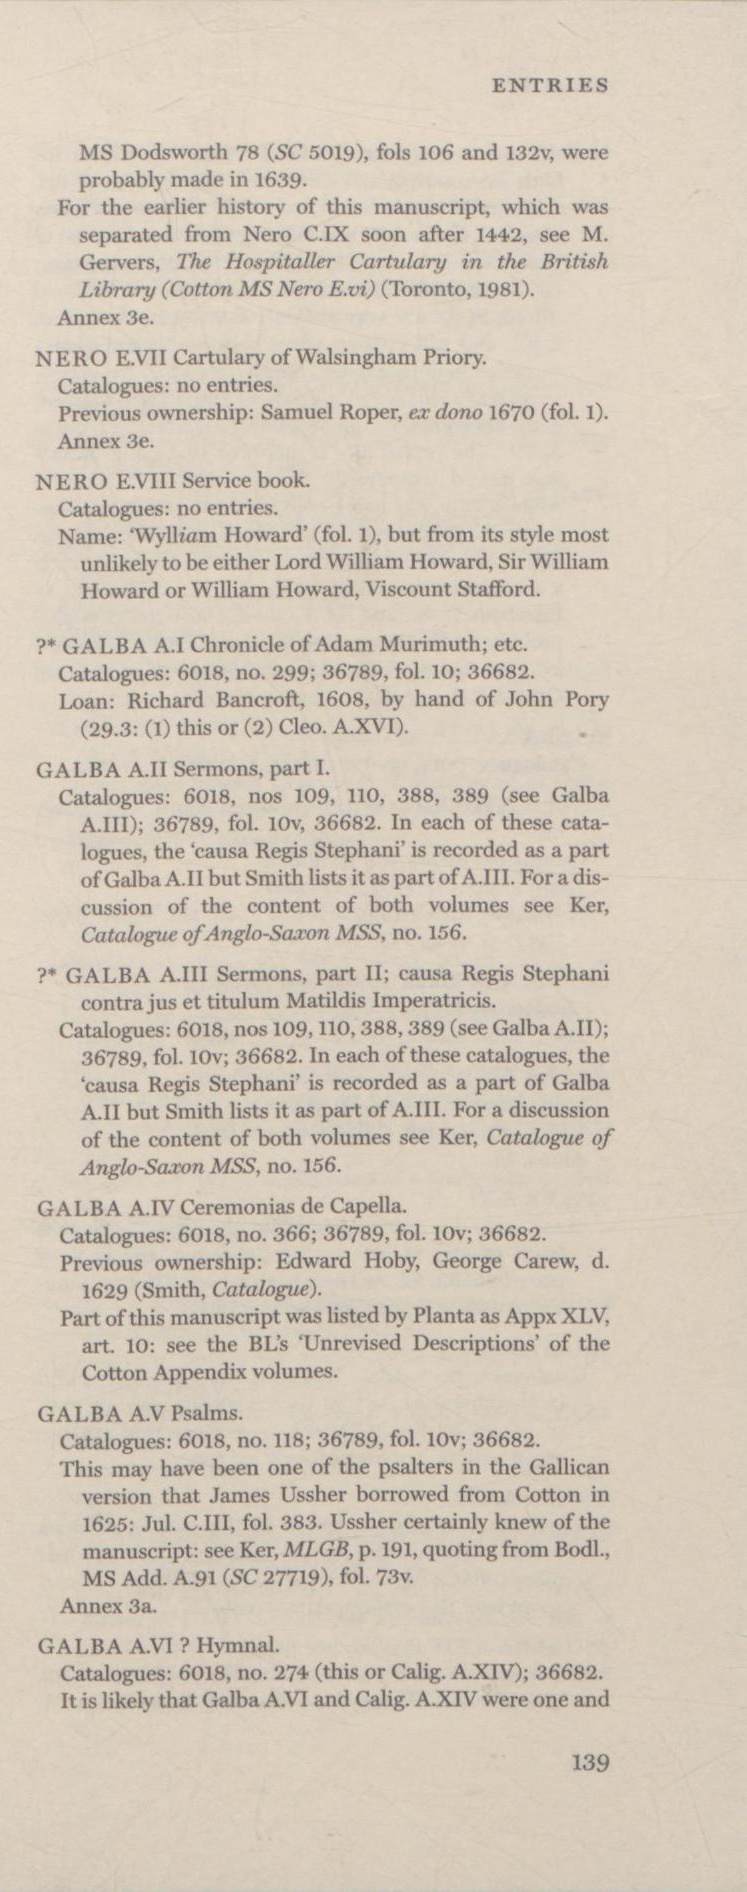 ENTRIES
MS Dodsworth 78 (SC 5019), fols 106 and 132v, were
probably made in 1639.
For the earlier history of this manuscript, which was
separated from Nero C.IX soon after 1442, see M.
Gervers, The Hospitaller Cartulary in the British
Library (Cotton MS Nero E.vi) (Toronto, 1981).
Annex 3e.
NERO E.VII Cartulary of Walsingham Priory.
Catalogues: no entries.
Previous ownership: Samuel Roper, ex dono 1670 (fol. 1).
Annex 3e.
NERO E.VIII Service book.
Catalogues: no entries.
Name: ‘Wylliam Howard’ (fol. 1), but from its style most
unlikely to be either Lord William Howard, Sir William
Howard or William Howard, Viscount Stafford.
?* GALBA A.I Chronicle of Adam Murimuth; etc.
Catalogues: 6018, no. 299; 36789, fol. 10; 36682.
Loan: Richard Bancroft, 1608, by hand of John Pory
(29.3: (1) this or (2) Cleo. A.XVI).
GALBA A.II Sermons, part I.
Catalogues: 6018, nos 109, 110, 388, 389 (see Galba
A.III); 36789, fol. 10v, 36682. In each of these cata-
logues, the ‘causa Regis Stephani’ is recorded as a part
of Galba A.II but Smith lists it as part of A.III. For a dis-
cussion of the content of both volumes see Ker,
Catalogue of Anglo-Saxon MSS, no. 156.
?* GALBA A.III Sermons, part II; causa Regis Stephani
contra jus et titulum Matildis Imperatricis.
Catalogues: 6018, nos 109, 110, 388, 389 (see Galba A.II);
36789, fol. 10v; 36682. In each of these catalogues, the
‘causa Regis Stephani’ is recorded as a part of Galba
A.II but Smith lists it as part of A.III. For a discussion
of the content of both volumes see Ker, Catalogue of
Anglo-Saxon MSS, no. 156.
GALBA A.IV Ceremonias de Capella.
Catalogues: 6018, no. 366; 36789, fol. 10v; 36682.
Previous ownership: Edward Hoby, George Carew, d.
1629 (Smith, Catalogue).
Part of this manuscript was listed by Planta as Appx XLV,
art. 10: see the BL’s ‘Unrevised Descriptions’ of the
Cotton Appendix volumes.
GALBA A.V Psalms.
Catalogues: 6018, no. 118; 36789, fol. 10v; 36682.
This may have been one of the psalters in the Gallican
version that James Ussher borrowed from Cotton in
1625: Jul. C.III, fol. 383. Ussher certainly knew of the
manuscript: see Ker, MLGB, p. 191, quoting from Bodl.,
MS Add. A.91 (SC 27719), fol. 73v.
Annex 3a.
GALBA A.VI ? Hymnal.
Catalogues: 6018, no. 274 (this or Calig. A.XIV); 36682.
It is likely that Galba A.VI and Calig. A.XIV were one and
139